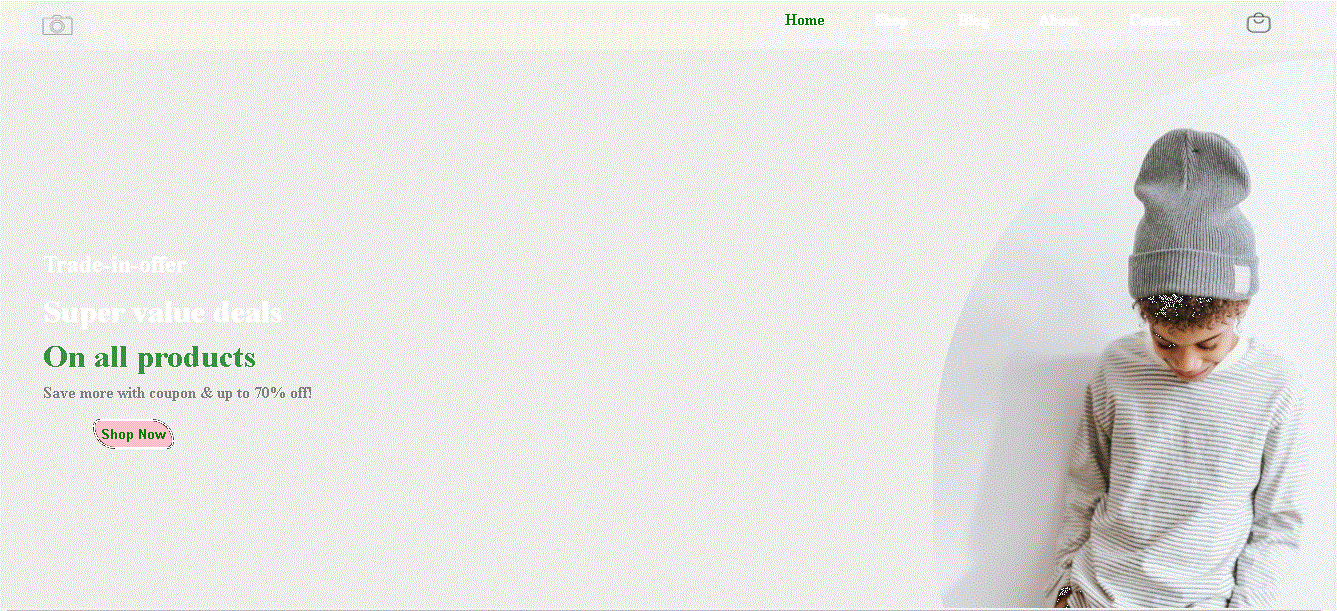 Home Shop Blog About Contact
Trade-in-offer
Super value deals
On all products
Save more with coupon & up to 70% off!
Shop Now